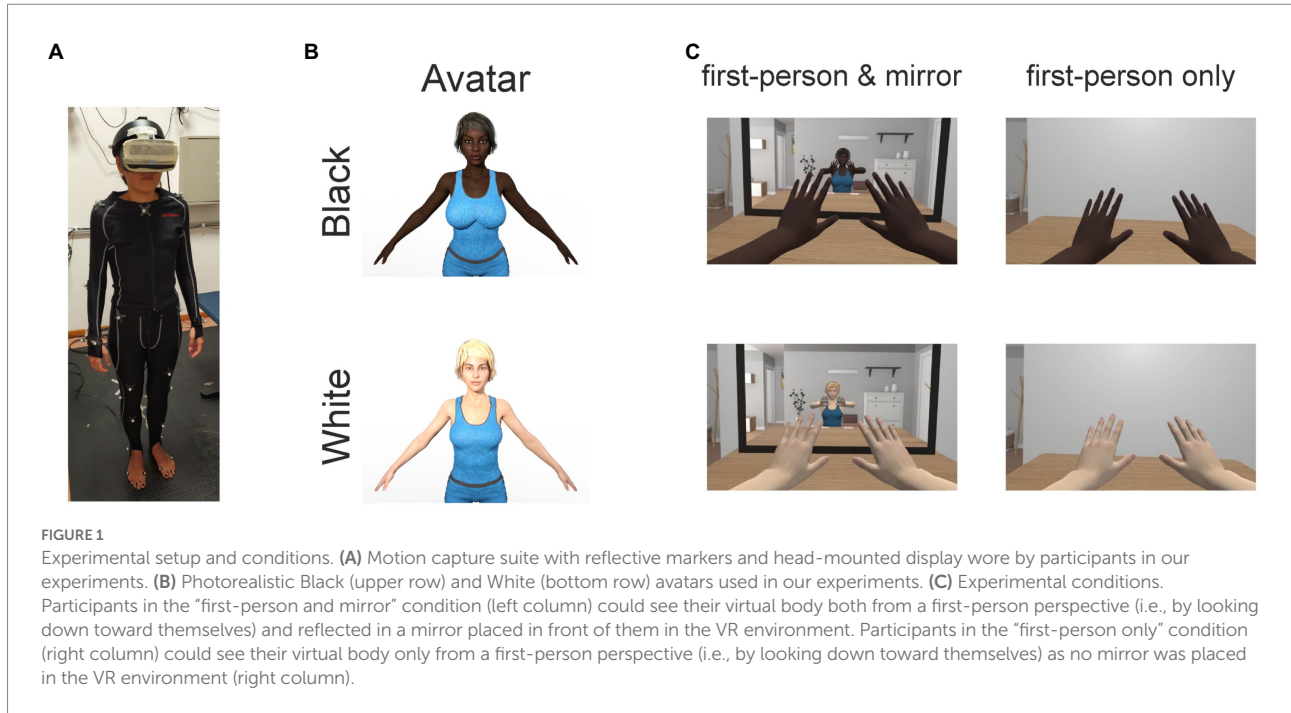 A
B
C
Avatar
first-person & mirror
first-person only
Black
White
FIGURE 1
Experimental setup and conditions. (A) Motion capture suite with reflective markers and head-mounted display wore by participants in our
experiments. (B) Photorealistic Black (upper row) and White (bottom row) avatars used in our experiments. (C) Experimental conditions.
Participants in the “first-person and mirror” condition (left column) could see their virtual body both from a first-person perspective (i.e., by looking
down toward themselves) and reflected in a mirror placed in front of them in the VR environment. Participants in the “first-person only” condition
(right column) could see their virtual body only from a first-person perspective (i.e., by looking down toward themselves) as no mirror was placed
in the VR environment (right column).